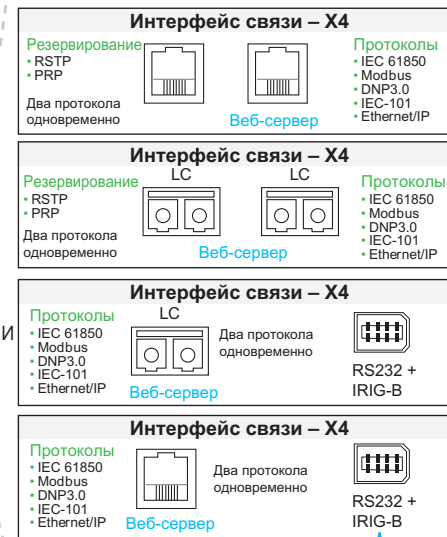 Интерфейс связи – X4
Резервирование
• RSTP
• PRP
Два протокола
одновременно
Веб-сервер
Протоколы
• IEC 61850
• Modbus
• DNP3.0
• IEC-101
• Ethernet/IP
Интерфейс связи – X4
Резервирование
• RSTP
• PRP
Два протокола
одновременно
LC
LC
Веб-сервер
Протоколы
• IEC 61850
• Modbus
• DNP3.0
• IEC-101
• Ethernet/IP
И
Интерфейс связи – X4
Протоколы
• IEC 61850
• Modbus
• DNP3.0
• IEC-101
• Ethernet/IP
LC
Веб-сервер
Два протокола
одновременно
RS232 +
IRIG-B
Интерфейс связи – X4
Протоколы
• IEC 61850
• Modbus
• DNP3.0
• IEC-101
• Ethernet/IP
Веб-сервер
Два протокола
одновременно
RS232 +
IRIG-B